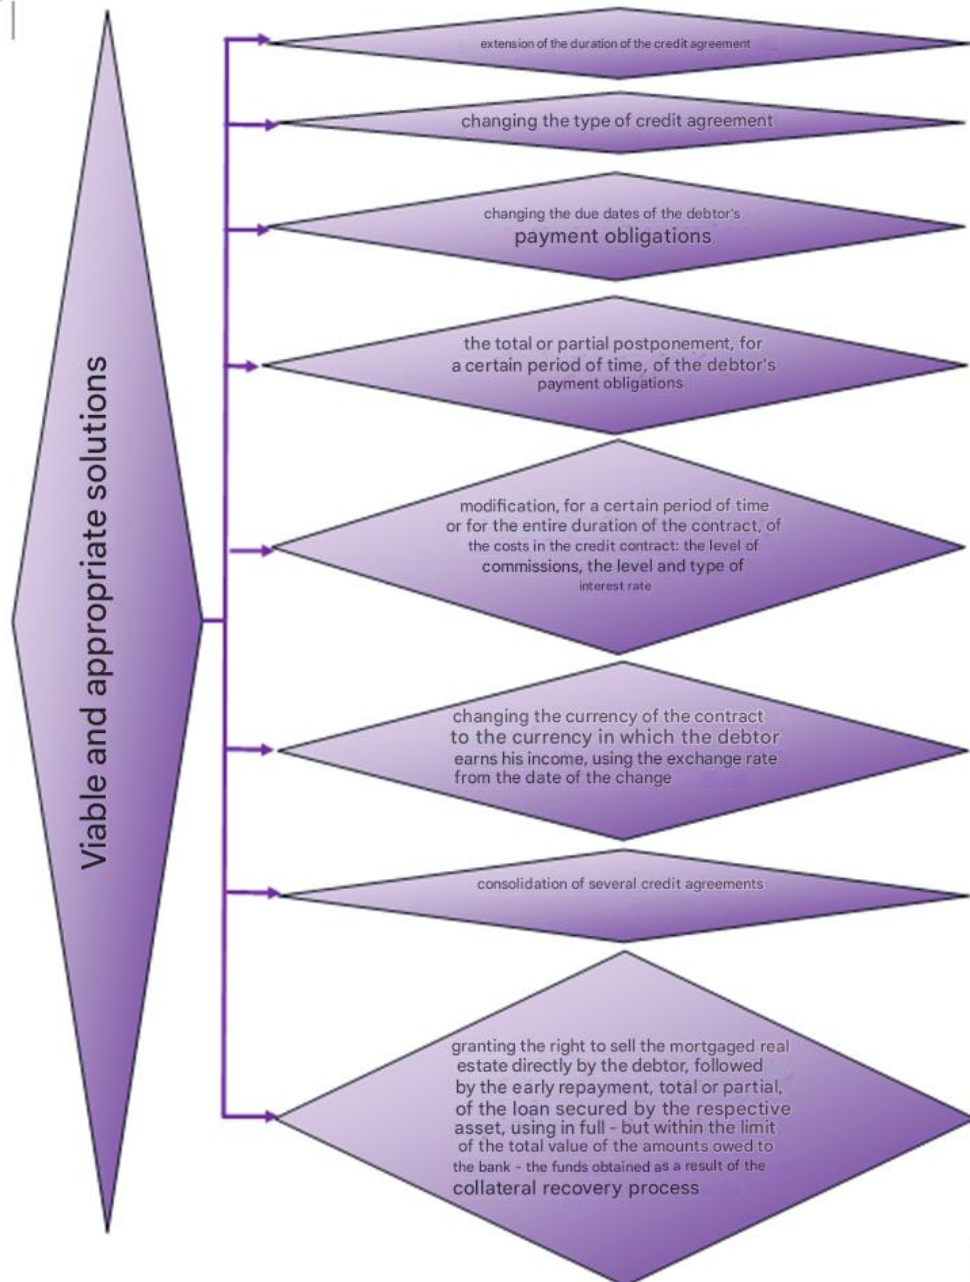 Viable and appropriate solutions
extension of the duration of the credit agreement
changing the type of credit agreement
changing the due dates of the debtor's
payment obligations
the total or partial postponement, for
a certain period of time, of the debtor's
payment obligations
modification, for a certain period of time
or for the entire duration of the contract, of
the costs in the credit contract: the level of
commissions, the level and type of
interest rate
changing the currency of the contract
to the currency in which the debtor
earns his income, using the exchange rate
from the date of the change
consolidation of several credit agreements
granting the right to sell the mortgaged real
estate directly by the debtor, followed
by the early repayment, total or partial,
of the loan secured by the respective
asset, using in full - but within the limit
of the total value of the amounts owed to
the bank - the funds obtained as a result of the
collateral recovery process